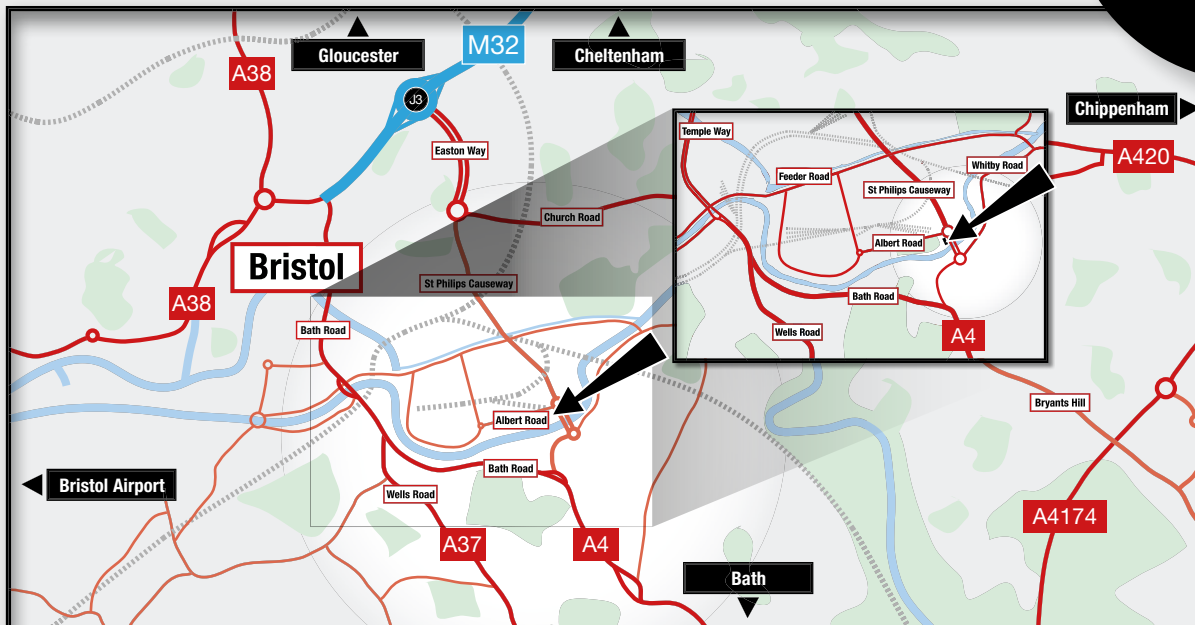 Gloucester
M32
Cheltenham
A38
J3
Chippenham
Easton Way
A420
Temple Way
Whitby Road
Feeder Road
St Philips Causeway
Church Road
Albert Road
Bristol
St Philips Causeway
Bath Road
A38
Bath Road
Wells Road
A4
Bryants Hill
Albert Road
Bath Road
Bristol Airport
Wells Road
A4174
A37
A4
Bath